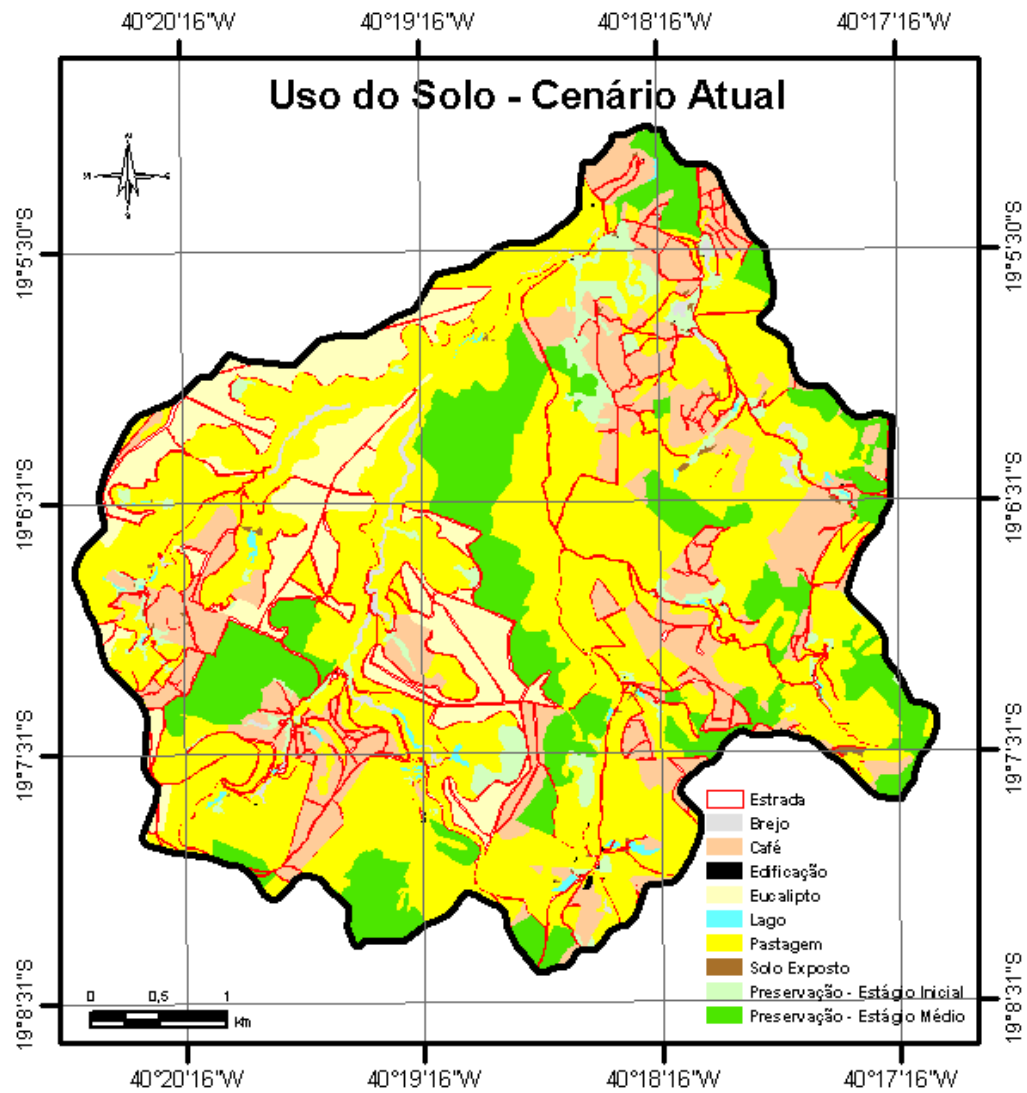 40°20'16"W 40°19'16"W 40°18'16"W 40°17'16"W
Uso do Solo - Cenário Atual
19°5'30"S 19°5'30"S
19°6'31"S 19°6'31"S
19°7'31"S 19°7'31"S
19°8'31"S 19°8'31"S
Estrada
Brejo
Café
Edificação
Eucalipto
Lago
Pastagem
Solo Exposto
Preservação - Estágio Inicial
Preservação - Estágio Médio
0 0,5 1
Km
40°20'16"W 40°19'16"W 40°18'16"W 40°17'16"W